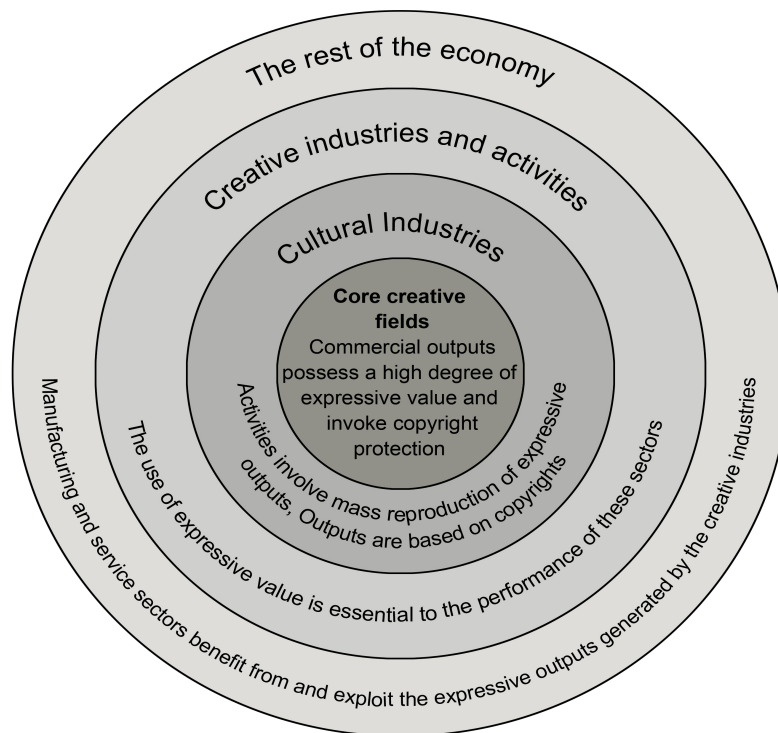 The rest of the economy
Creative industries and activities
Cultural Industries
Core creative
fields
Commercial outputs
possess a high degree of
expressive value and
invoke copyright
protection
Activities involve mass reproduction of expressive
outputs, Outputs are based on copyrights
The use of expressive value is essential to the performance of these sectors
Manufacturing and service sectors benefit from and exploit the expressive outputs generated by the creative industries